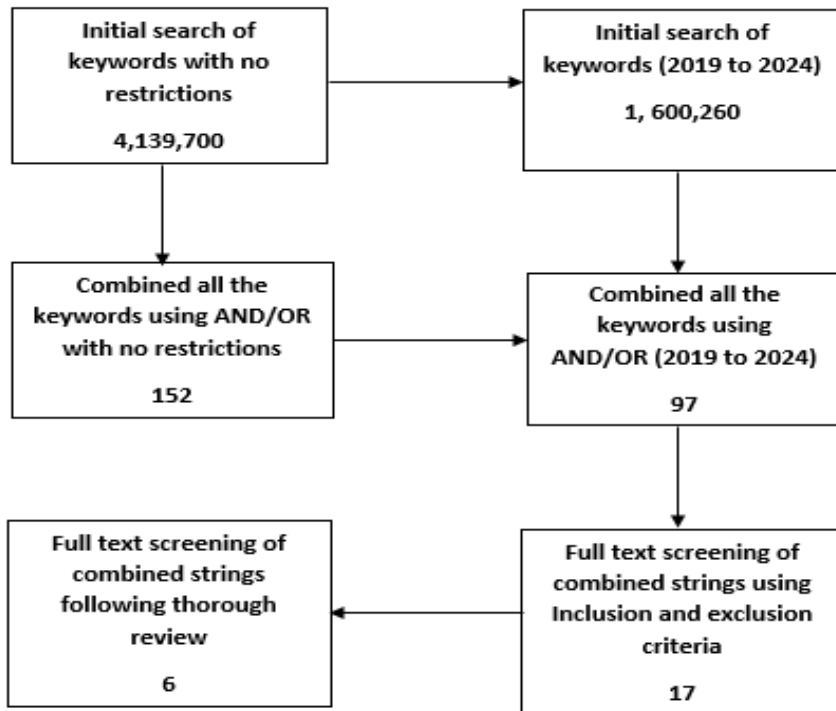 Initial search of
keywords with no
restrictions
4,139,700
Initial search of
keywords (2019 to 2024)
1, 600,260
Combined all the
keywords using AND/OR
with no restrictions
152
Combined all the
keywords using
AND/OR (2019 to 2024)
97
Full text screening of
combined strings
following thorough
review
6
Full text screening of
combined strings using
Inclusion and exclusion
criteria
17